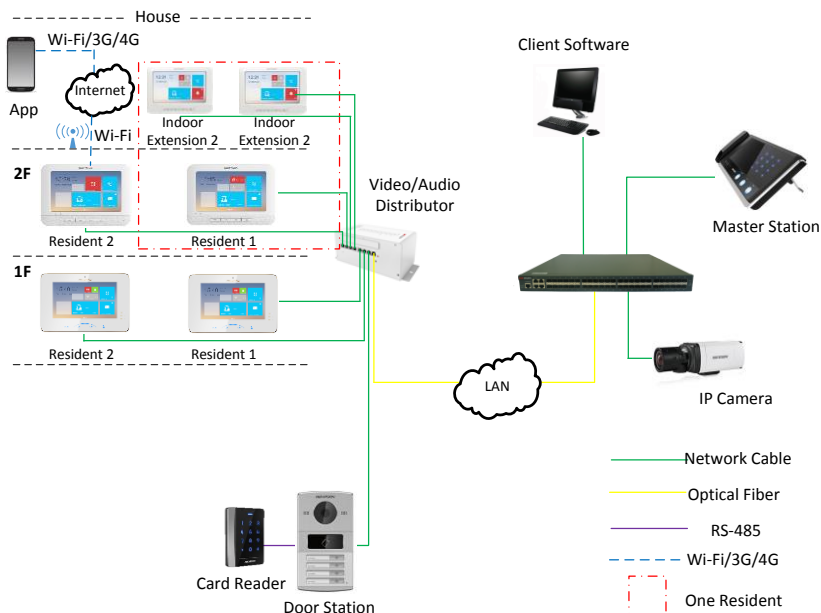 House
Wi-Fi/3G/4G
Client Software
App
Internet
Indoor
Extension 2
Indoor
Extension 2
Wi-Fi
2F
Video/Audio
Distributor
Master Station
Resident 2
Resident 1
1F
Resident 2
Resident 1
LAN
IP Camera
Network Cable
Optical Fiber
RS-485
Wi-Fi/3G/4G
One Resident
Card Reader
Door Station